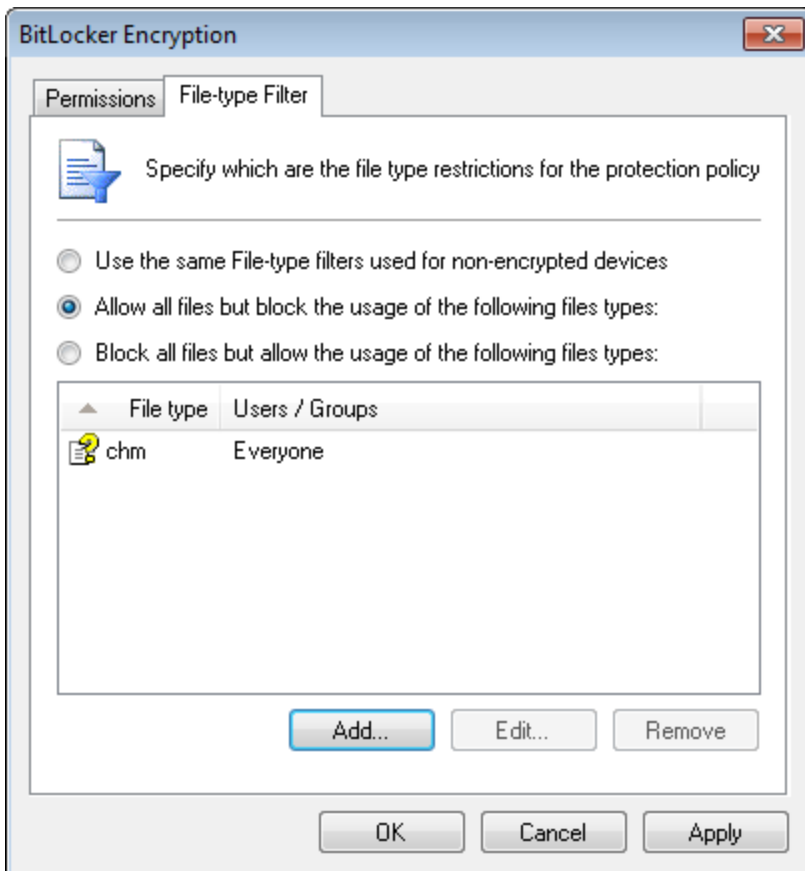 BitLocker Encryption
Permissions
File-type Filter
Specify which are the file type restrictions for the protection policy
Use the same File-type filters used for non-encrypted devices
Allow all files but block the usage of the following files types:
Block all files but allow the usage of the following files types:
File type Users / Groups
chm Everyone
Add... Edit... Remove
OK Cancel Apply